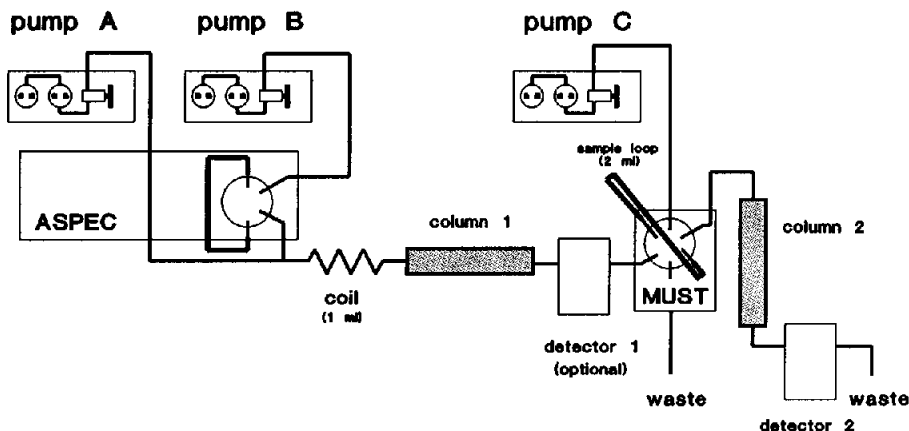 pump A
pump B
pump C
sample loop
(2 ml)
ASPEC
column 1
column 2
coil
(1 ml)
MUST
detector 1
(optional)
waste
waste
detector 2